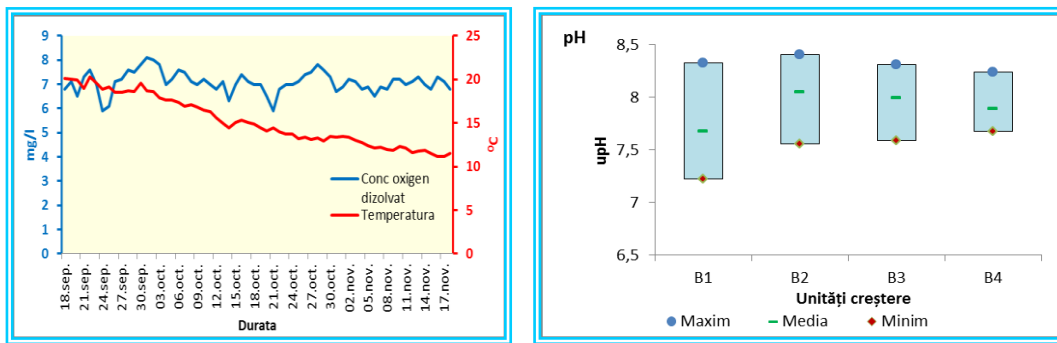 9
8
7
6
5
4
3
2
1
0
mg/l
25
20
15
10
5
0
ºC
Conc oxigen
dizolvat
Temperatura
18.sep.
21.sep.
24.sep.
27.sep.
30.sep.
03.oct.
06.oct.
09.oct.
12.oct.
15.oct.
18.oct.
21.oct.
24.oct.
27.oct.
30.oct.
02.nov.
05.nov.
08.nov.
11.nov.
14.nov.
17.nov.
Durata
pH
8,5
8
7,5
7
6,5
upH
B1 B2 B3 B4
Unități creștere
Maxim Media Minim